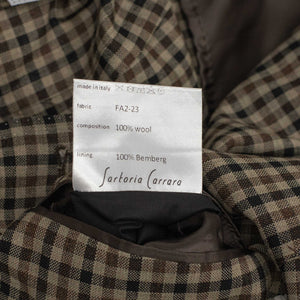 made in italy
fabric FA2-23
composition 100% wool
lining 100% Bemberg
Sartoria Carrara